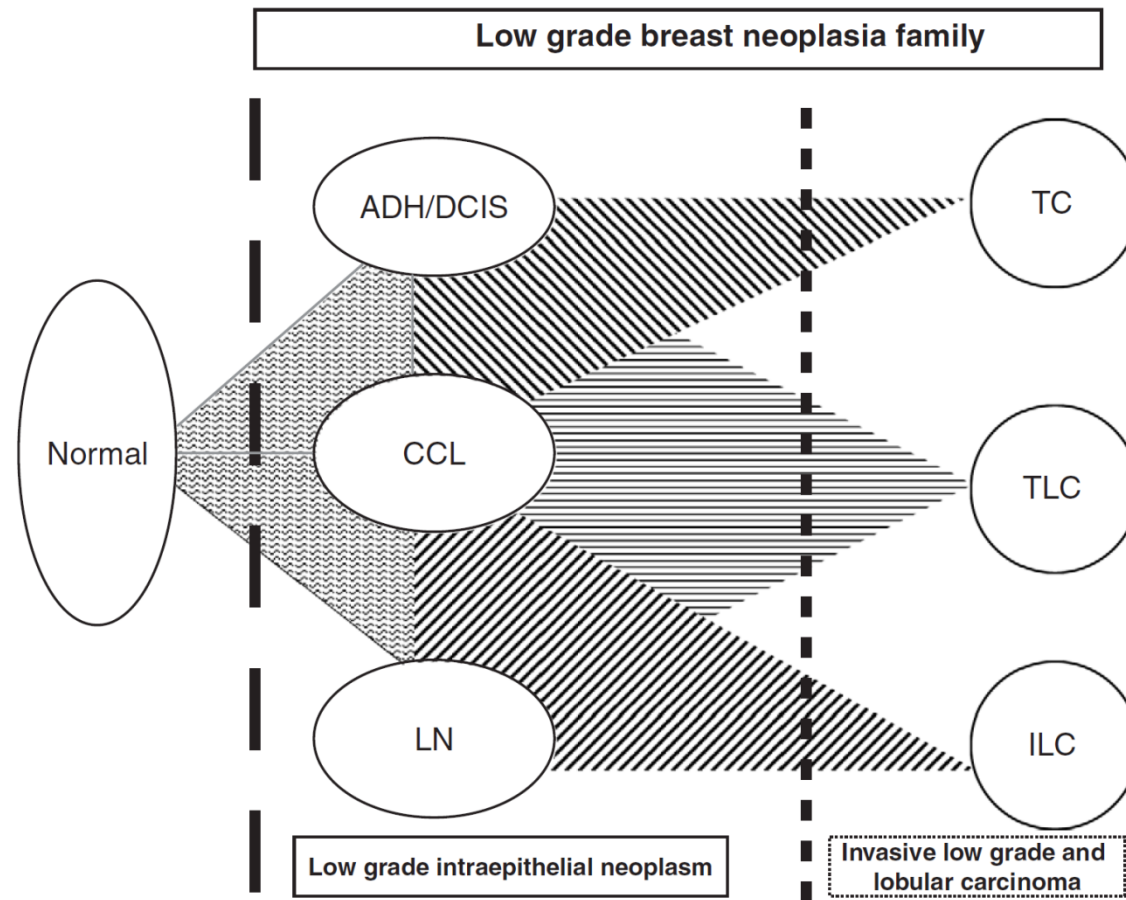 Low grade breast neoplasia family
ADH/DCIS
TC
Normal
CCL
TLC
LN
ILC
Low grade intraepithelial neoplasm
Invasive low grade and
lobular carcinoma